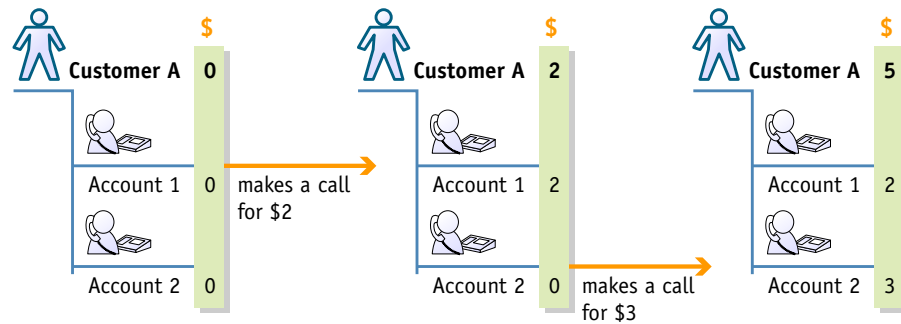 $
Customer A 0
Account 1 0
Account 2 0
makes a call
for $2
$
Customer A 2
Account 1 2
Account 2 0
makes a call
for $3
$
Customer A 5
Account 1 2
Account 2 3